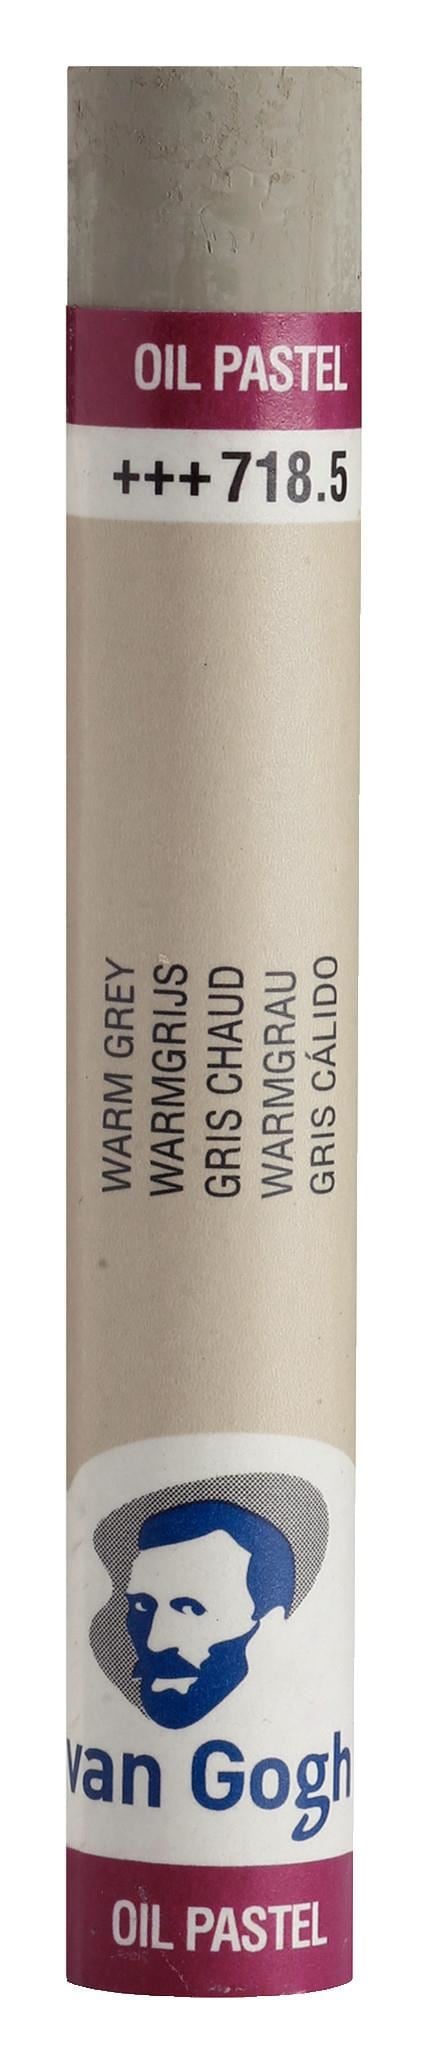 OIL PASTEL
+++718.5
WARM GREY
WARMGRIJS
GRIS CHAUD
WARMGRAU
GRIS CÁLIDO
van Gogh
OIL PASTEL